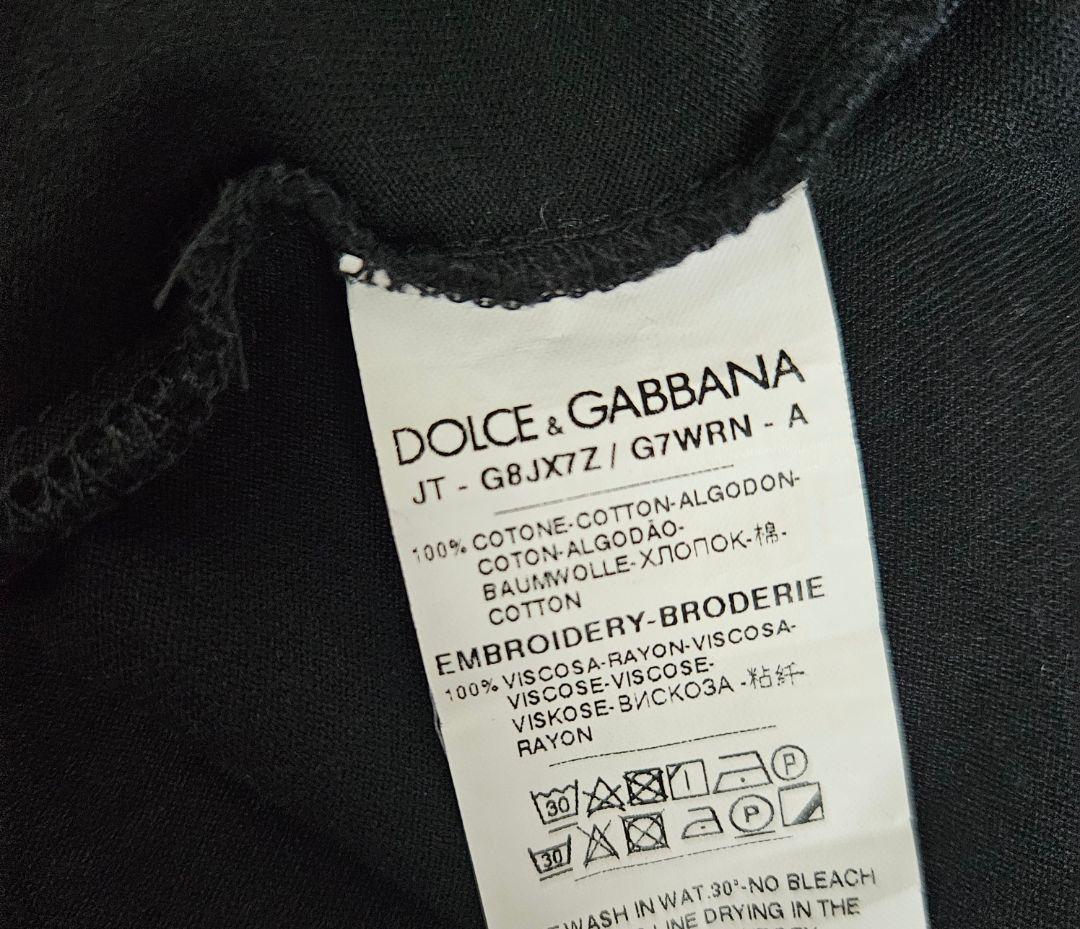 DOLCE & GABBANA
JT - G8JX7Z / G7WRN - A
100% COTONE-COTTON-ALGODON-
COTON-ALGODÃO-
BAUMWOLLE-ХЛОПОК-棉-
COTTON
EMBROIDERY-BRODERIE
100% VISCOSA-RAYON-VISCOSA-
VISCOSE-VISCOSE-
VISKOSE-ВИСКОЗА-粘纤-
RAYON
30 P
30 P
WASH IN WAT.30°-NO BLEACH
LINE DRYING IN THE